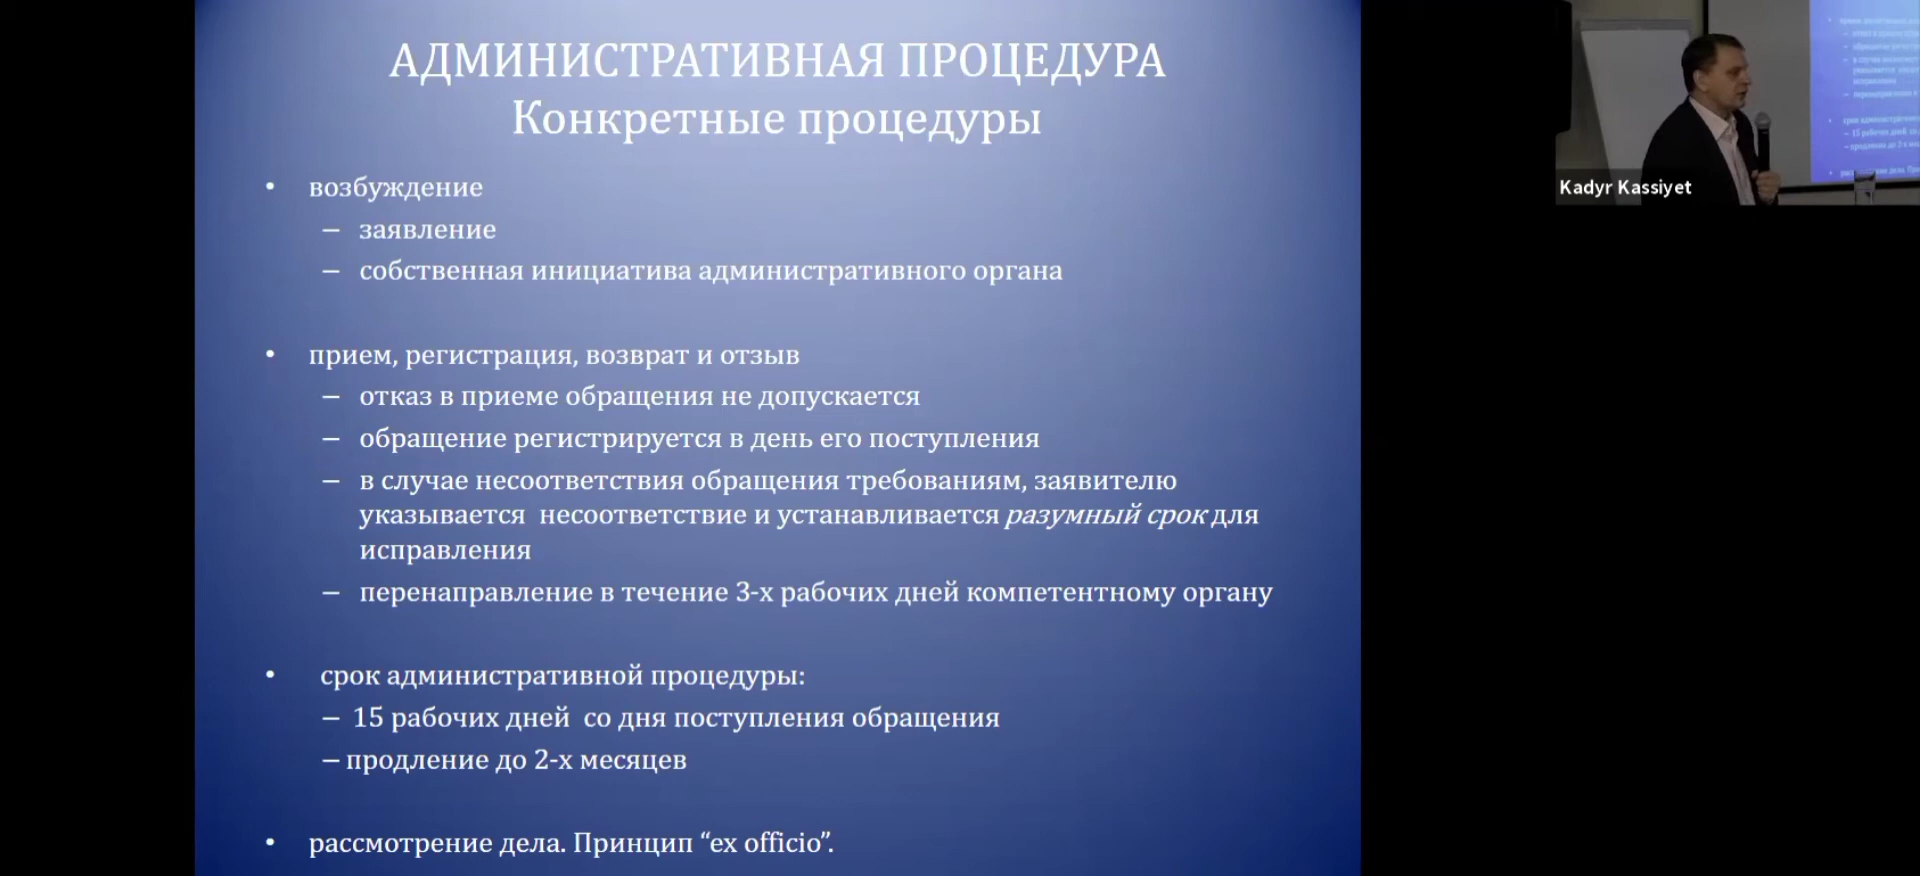 АДМИНИСТРАТИВНАЯ ПРОЦЕДУРА
Конкретные процедуры
• возбуждение
– заявление
– собственная инициатива административного органа
• прием, регистрация, возврат и отзыв
– отказ в приеме обращения не допускается
– обращение регистрируется в день его поступления
– в случае несоответствия обращения требованиям, заявителю
указывается несоответствие и устанавливается разумный срок для
исправления
– перенаправление в течение 3-х рабочих дней компетентному органу
• срок административной процедуры:
– 15 рабочих дней со дня поступления обращения
– продление до 2-х месяцев
• рассмотрение дела. Принцип “ex officio”.
Kadyr Kassiyet